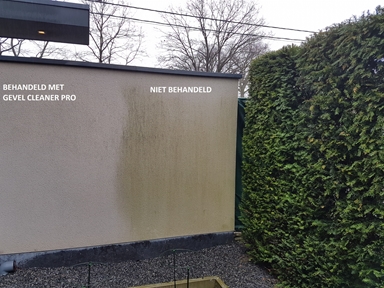 BEHANDELD MET
GEVEL CLEANER PRO
NIET BEHANDELD